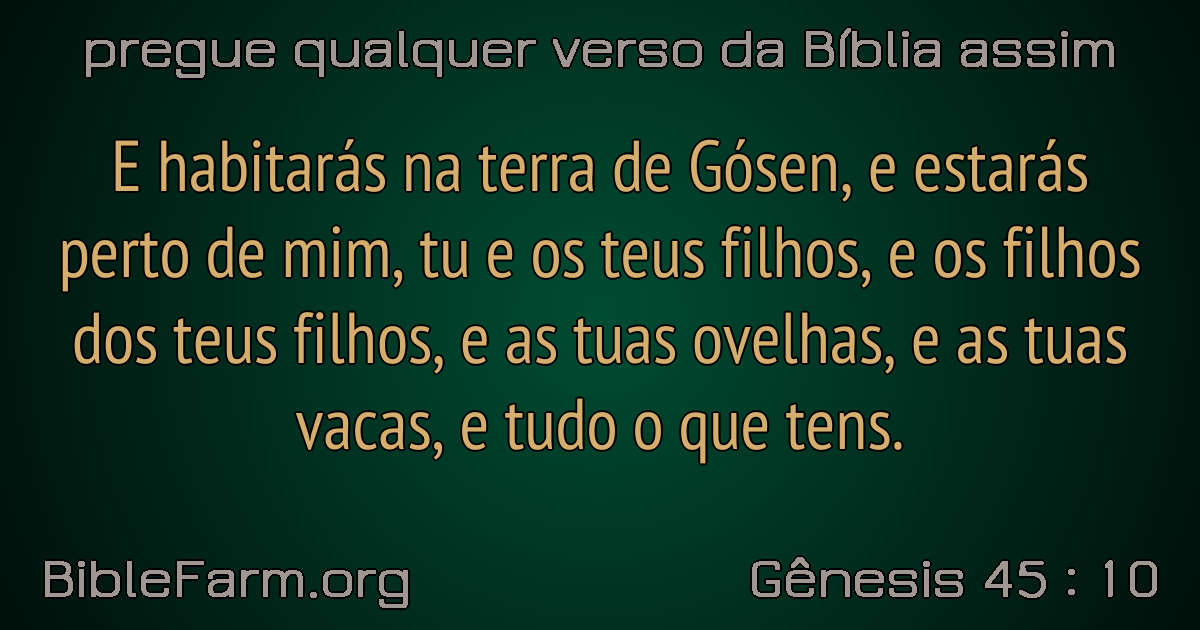 pregue qualquer verso da Bíblia assim
E habitarás na terra de Gósen, e estarás
perto de mim, tu e os teus filhos, e os filhos
dos teus filhos, e as tuas ovelhas, e as tuas
vacas, e tudo o que tens.
BibleFarm.org
Gênesis 45 : 10